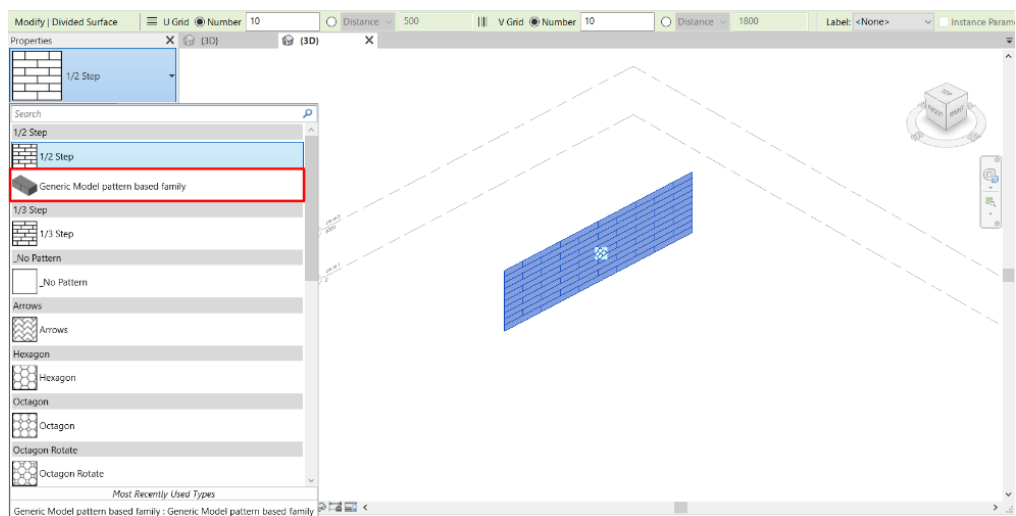 Modify | Divided Surface U Grid Number 10 Distance 500 V Grid Number 10 Distance 1800 Label: <None> Instance Param
Properties X {3D} {3D} X
1/2 Step
Search
1/2 Step
1/2 Step
Generic Model pattern based family
1/3 Step
1/3 Step
_No Pattern
_No Pattern
Arrows
Arrows
Hexagon
Hexagon
Octagon
Octagon
Octagon Rotate
Octagon Rotate
Most Recently Used Types
Generic Model pattern based family : Generic Model pattern based family
TOP
FRONT